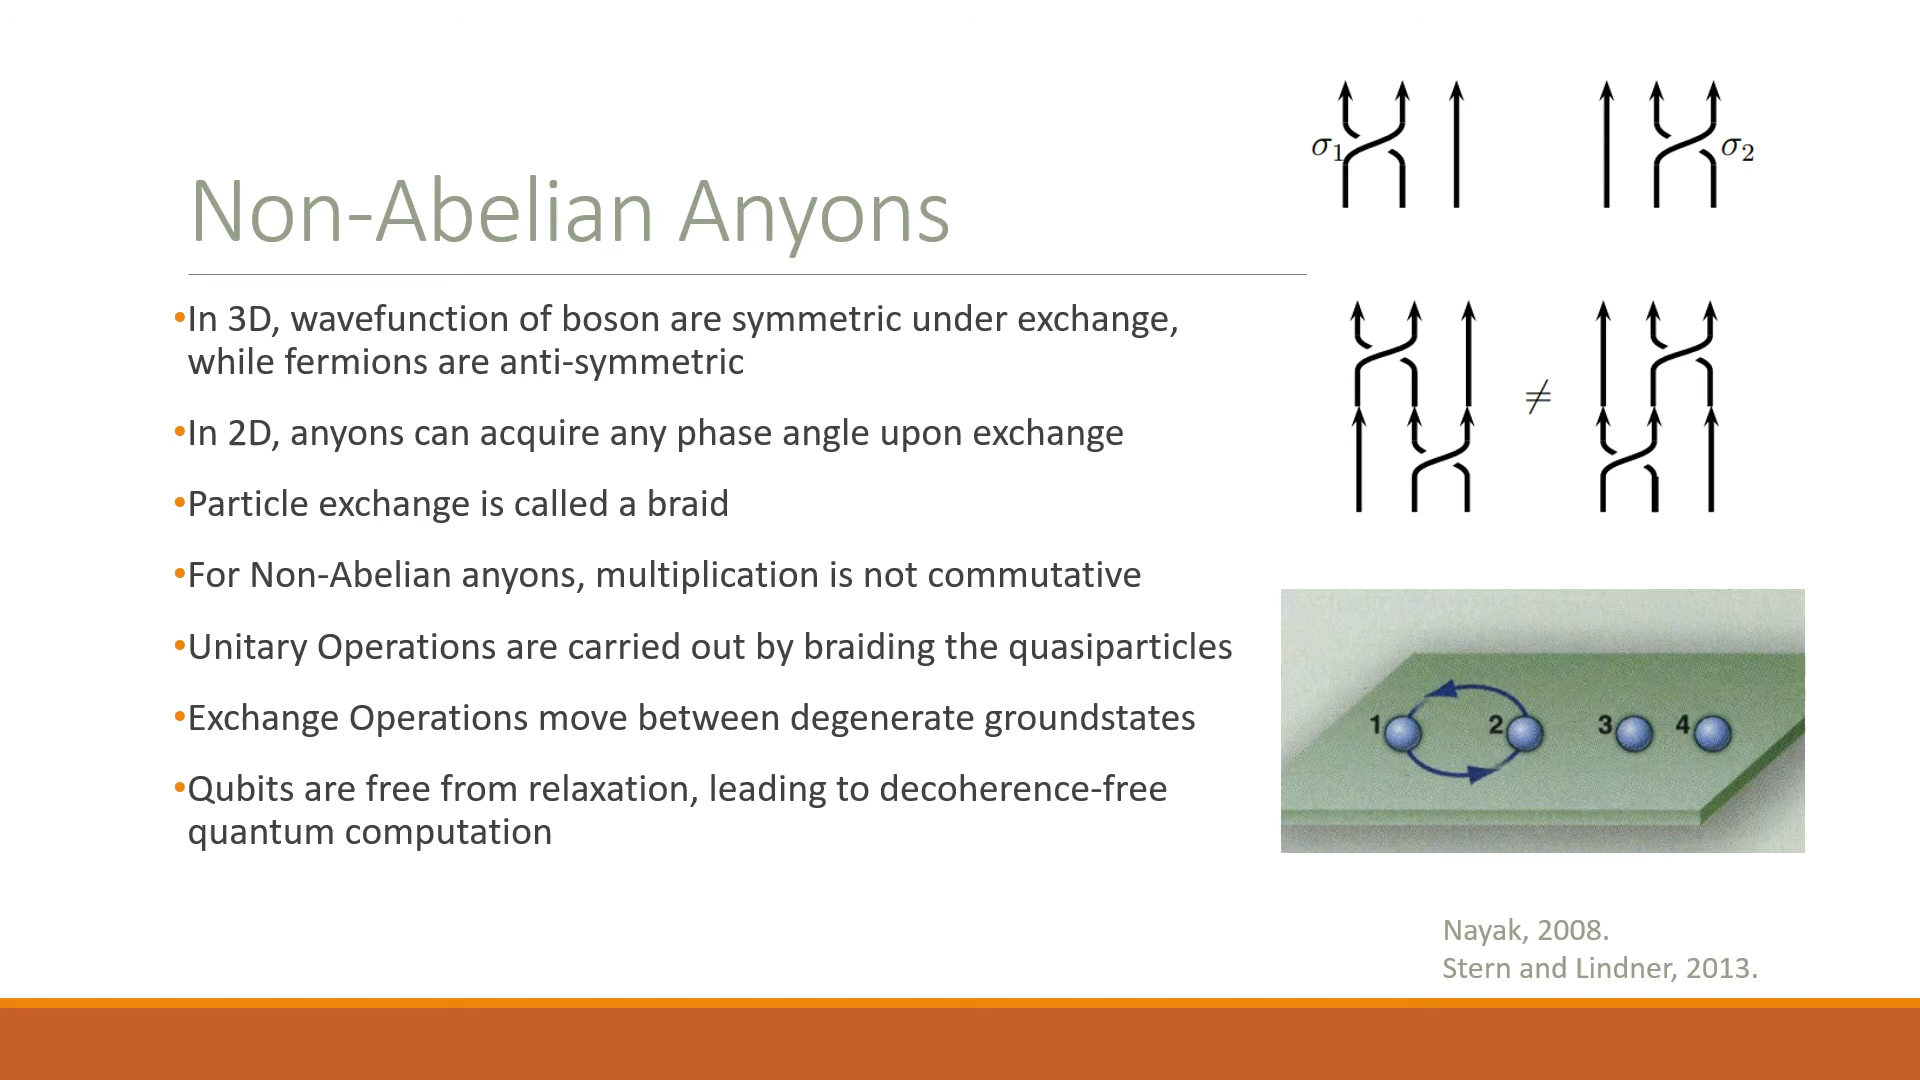 Non-Abelian Anyons
•In 3D, wavefunction of boson are symmetric under exchange,
while fermions are anti-symmetric
•In 2D, anyons can acquire any phase angle upon exchange
•Particle exchange is called a braid
•For Non-Abelian anyons, multiplication is not commutative
•Unitary Operations are carried out by braiding the quasiparticles
•Exchange Operations move between degenerate groundstates
•Qubits are free from relaxation, leading to decoherence-free
quantum computation
σ₁
σ₂
≠
1 2 3 4
Nayak, 2008.
Stern and Lindner, 2013.